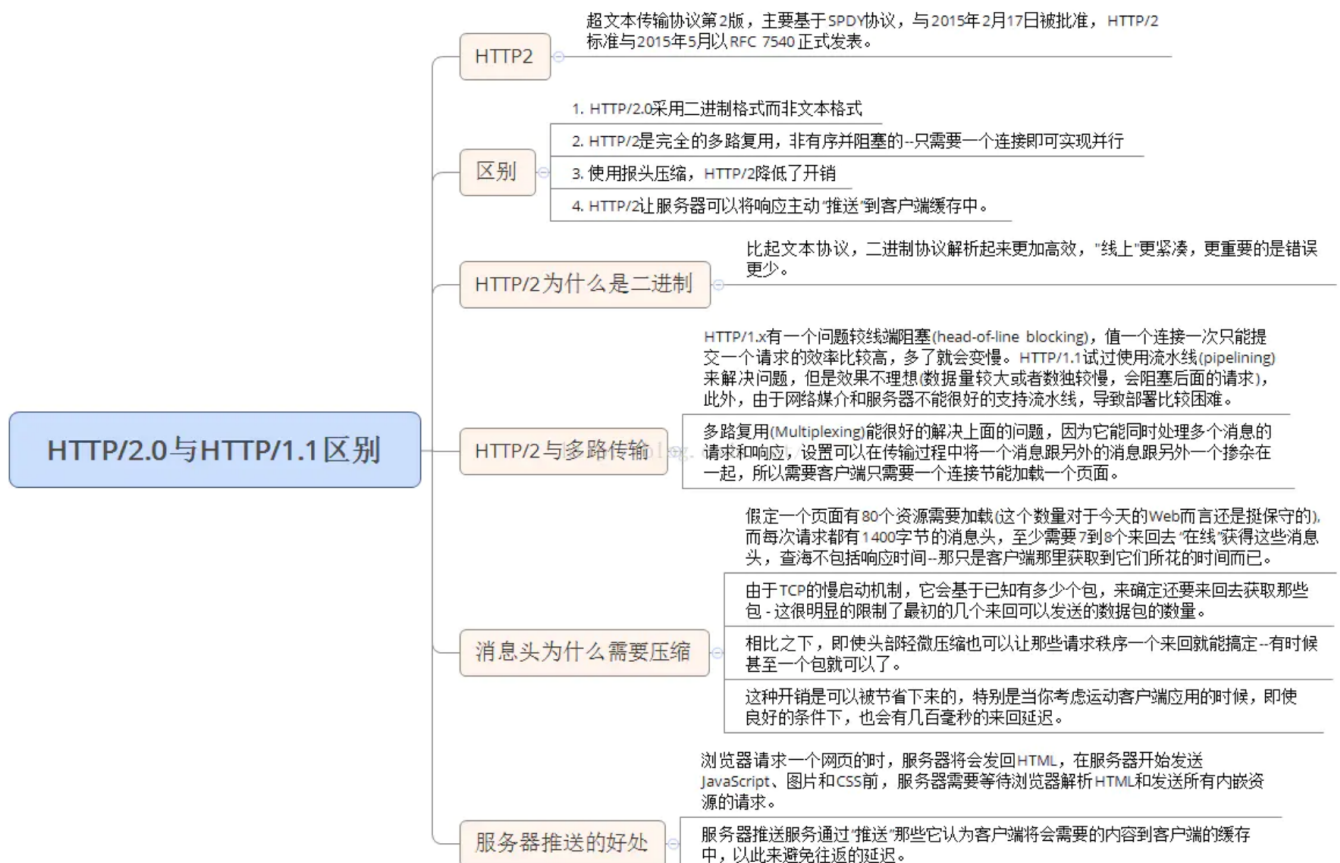 超文本传输协议第2版，主要基于SPDY协议，与2015年2月17日被批准，HTTP/2
标准与2015年5月以RFC 7540正式发表。
HTTP2
1. HTTP/2.0采用二进制格式而非文本格式
2. HTTP/2是完全的多路复用，非有序并阻塞的--只需要一个连接即可实现并行
区别
3. 使用报头压缩，HTTP/2降低了开销
4. HTTP/2让服务器可以将响应主动“推送”到客户端缓存中。
比起文本协议，二进制协议解析起来更加高效，"线上"更紧凑，更重要的是错误
更少。
HTTP/2为什么是二进制
HTTP/1.x有一个问题较线端阻塞(head-of-line blocking)，值一个连接一次只能提
交一个请求的效率比较高，多了就会变慢。HTTP/1.1试过使用流水线(pipelining)
来解决问题，但是效果不理想(数据量较大或者数独较慢，会阻塞后面的请求)，
此外，由于网络媒介和服务器不能很好的支持流水线，导致部署比较困难。
HTTP/2.0与HTTP/1.1区别
HTTP/2与多路传输
多路复用(Multiplexing)能很好的解决上面的问题，因为它能同时处理多个消息的
请求和响应，设置可以在传输过程中将一个消息跟另外的消息跟另外一个掺杂在
一起，所以需要客户端只需要一个连接节能加载一个页面。
假定一个页面有80个资源需要加载(这个数量对于今天的Web而言还是挺保守的),
而每次请求都有1400字节的消息头，至少需要7到8个来回去“在线”获得这些消息
头，查海不包括响应时间--那只是客户端那里获取到它们所花的时间而已。
由于TCP的慢启动机制，它会基于已知有多少个包，来确定还要来回去获取那些
包 - 这很明显的限制了最初的几个来回可以发送的数据包的数量。
消息头为什么需要压缩
相比之下，即使头部轻微压缩也可以让那些请求秩序一个来回就能搞定--有时候
甚至一个包就可以了。
这种开销是可以被节省下来的，特别是当你考虑运动客户端应用的时候，即使
良好的条件下，也会有几百毫秒的来回延迟。
浏览器请求一个网页的时，服务器将会发回HTML，在服务器开始发送
JavaScript、图片和CSS前，服务器需要等待浏览器解析HTML和发送所有内嵌资
源的请求。
服务器推送的好处
服务器推送服务通过“推送”那些它认为客户端将会需要的内容到客户端的缓存
中，以此来避免往返的延迟。